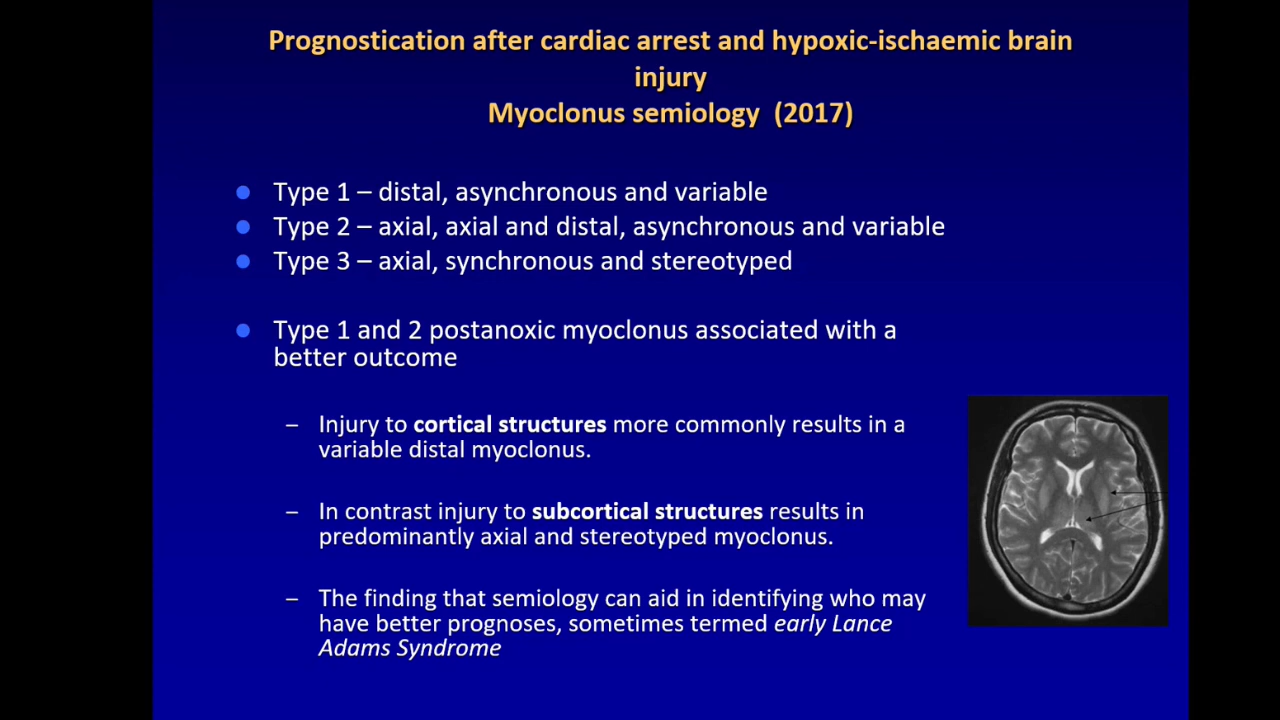 Prognostication after cardiac arrest and hypoxic-ischaemic brain
injury
Myoclonus semiology (2017)
Type 1 – distal, asynchronous and variable
Type 2 – axial, axial and distal, asynchronous and variable
Type 3 – axial, synchronous and stereotyped
Type 1 and 2 postanoxic myoclonus associated with a
better outcome
– Injury to cortical structures more commonly results in a
variable distal myoclonus.
– In contrast injury to subcortical structures results in
predominantly axial and stereotyped myoclonus.
– The finding that semiology can aid in identifying who may
have better prognoses, sometimes termed early Lance
Adams Syndrome